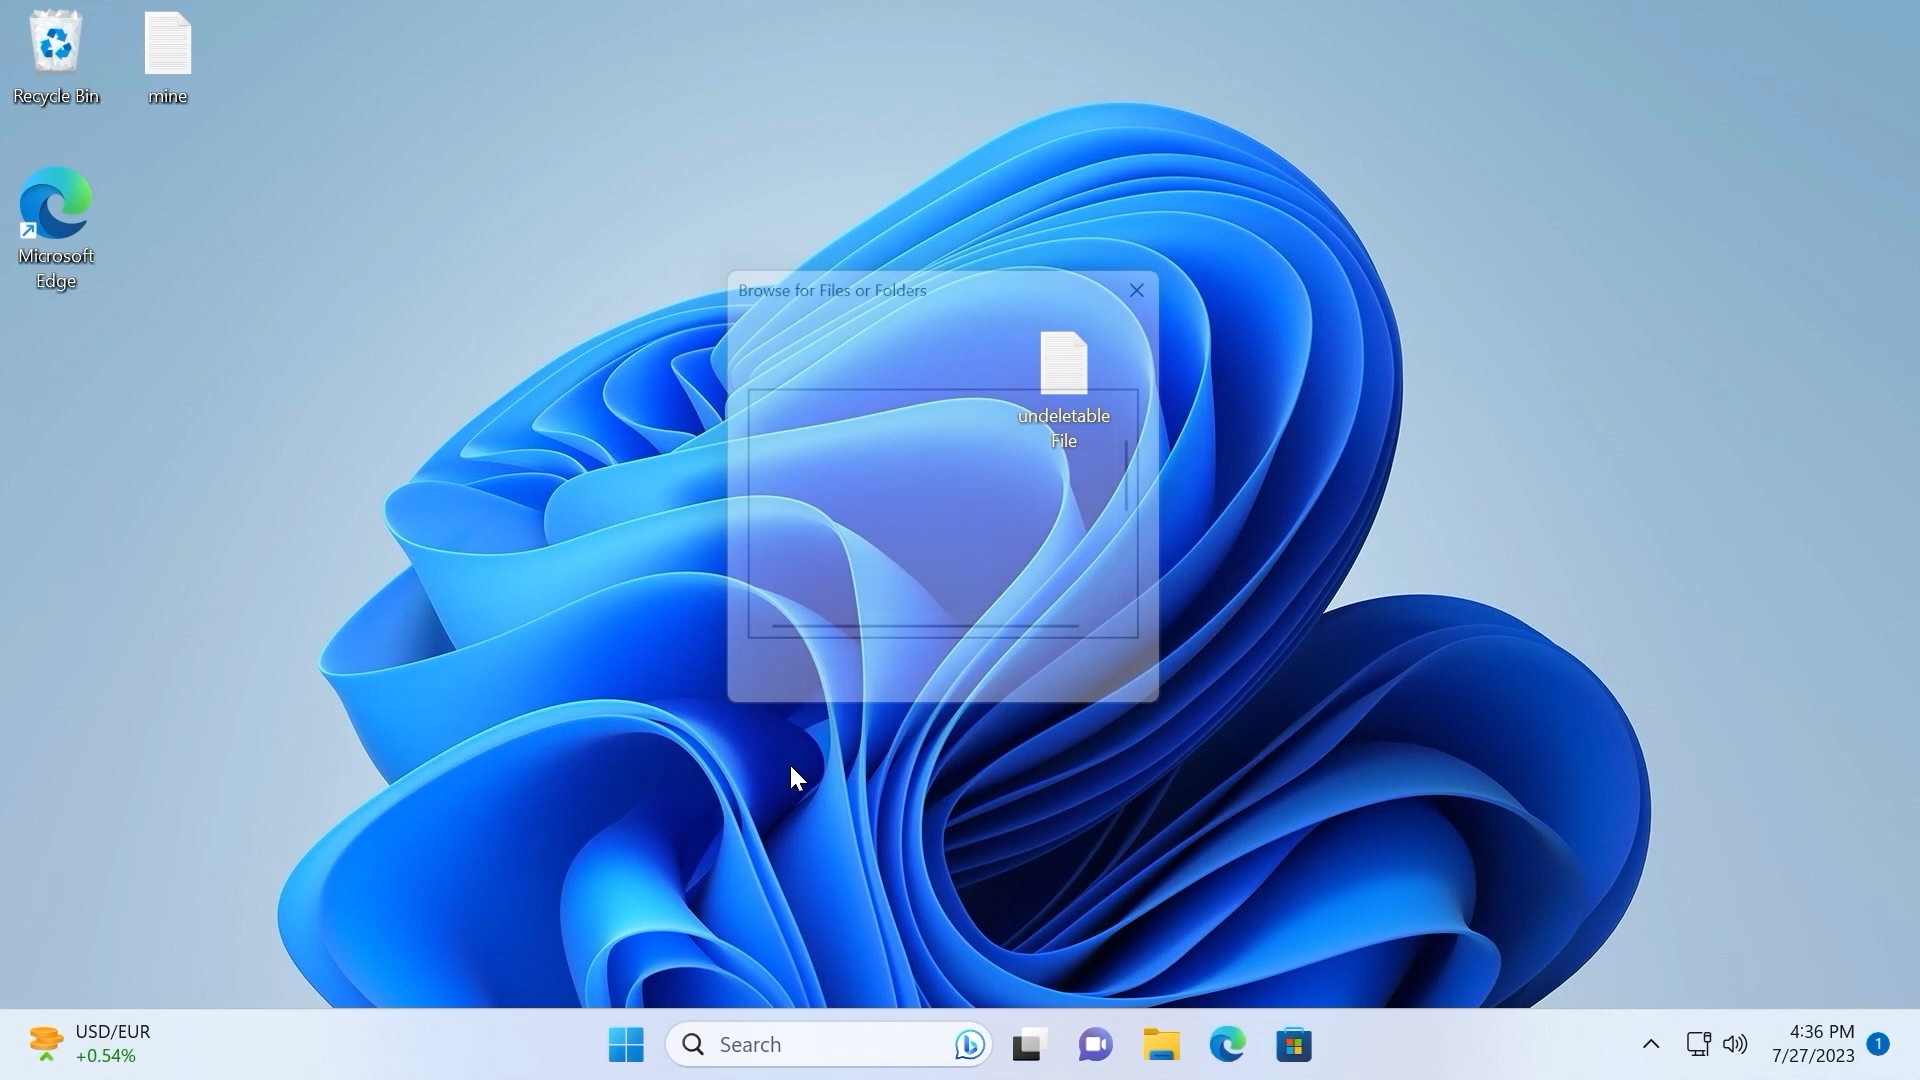 Recycle Bin
mine
Microsoft
Edge
Browse for Files or Folders
undeletable
File
USD/EUR
+0.54%
Search
4:36 PM
7/27/2023
1